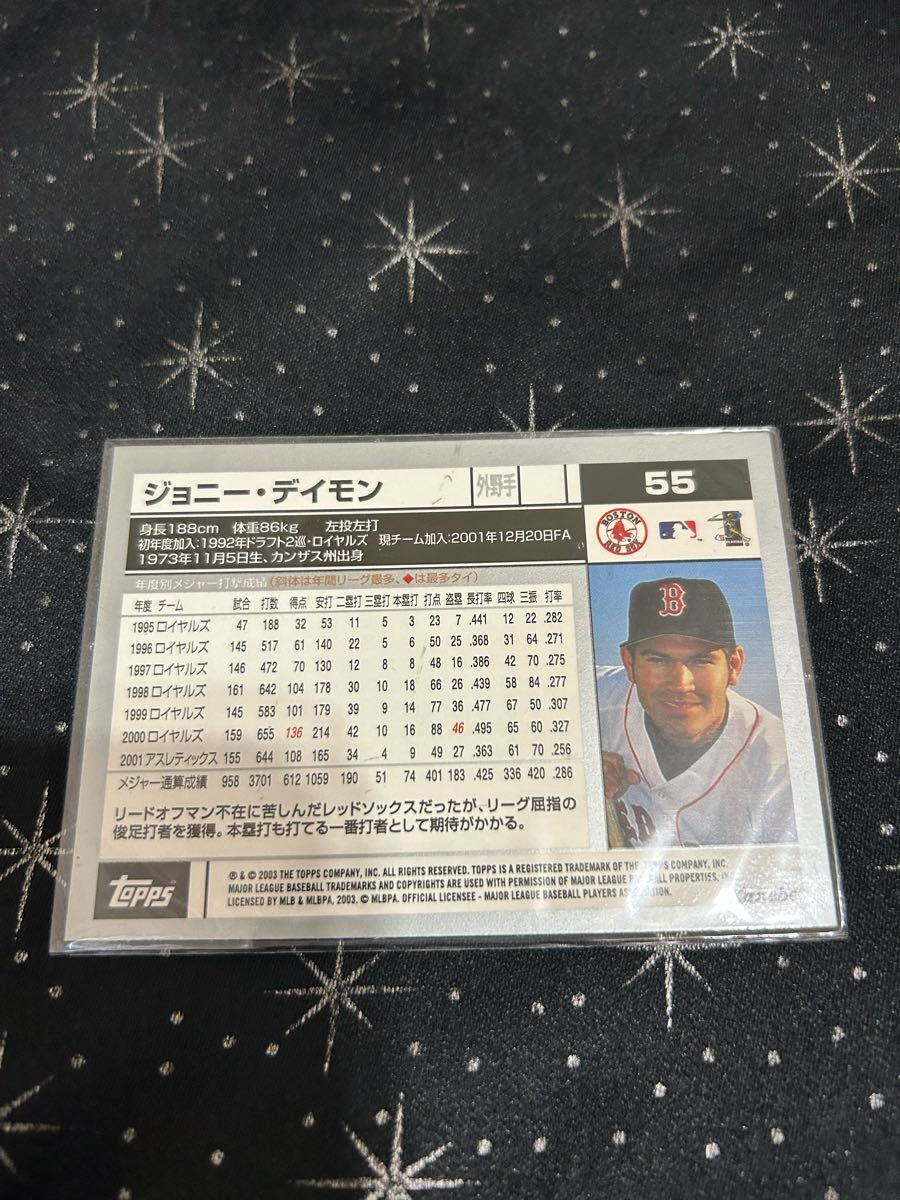 ジョニー・デイモン 外野手 55
身長188cm 体重86kg 左投左打
初年度加入:1992年ドラフト2巡・ロイヤルズ 現チーム加入:2001年12月20日FA
1973年11月5日生、カンザス州出身
BOSTON RED SOX
年度別メジャー打撃成績(斜体は年間リーグ最多、◆は最多タイ)
年度 チーム 試合 打数 得点 安打 二塁打 三塁打 本塁打 打点 盗塁 長打率 四球 三振 打率
1995 ロイヤルズ 47 188 32 53 11 5 3 23 7 .441 12 22 .282
1996 ロイヤルズ 145 517 61 140 22 5 6 50 25 .368 31 64 .271
1997 ロイヤルズ 146 472 70 130 12 8 8 48 16 .386 42 70 .275
1998 ロイヤルズ 161 642 104 178 30 10 18 66 26 .439 58 84 .277
1999 ロイヤルズ 145 583 101 179 39 9 14 77 36 .477 67 50 .307
2000 ロイヤルズ 159 655 136 214 42 10 16 88 46 .495 65 60 .327
2001 アスレティックス 155 644 108 165 34 4 9 49 27 .363 61 70 .256
メジャー通算成績 958 3701 612 1059 190 51 74 401 183 .425 336 420 .286
リードオフマン不在に苦しんだレッドソックスだったが、リーグ屈指の
俊足打者を獲得。本塁打も打てる一番打者として期待がかかる。
B
RED
topps
® & © 2003 THE TOPPS COMPANY, INC. ALL RIGHTS RESERVED. TOPPS IS A REGISTERED TRADEMARK OF THE TOPPS COMPANY, INC.
MAJOR LEAGUE BASEBALL TRADEMARKS AND COPYRIGHTS ARE USED WITH PERMISSION OF MAJOR LEAGUE BASEBALL PROPERTIES, INC.
LICENSED BY MLB & MLBPA, 2003. © MLBPA. OFFICIAL LICENSEE - MAJOR LEAGUE BASEBALL PLAYERS ASSOCIATION.